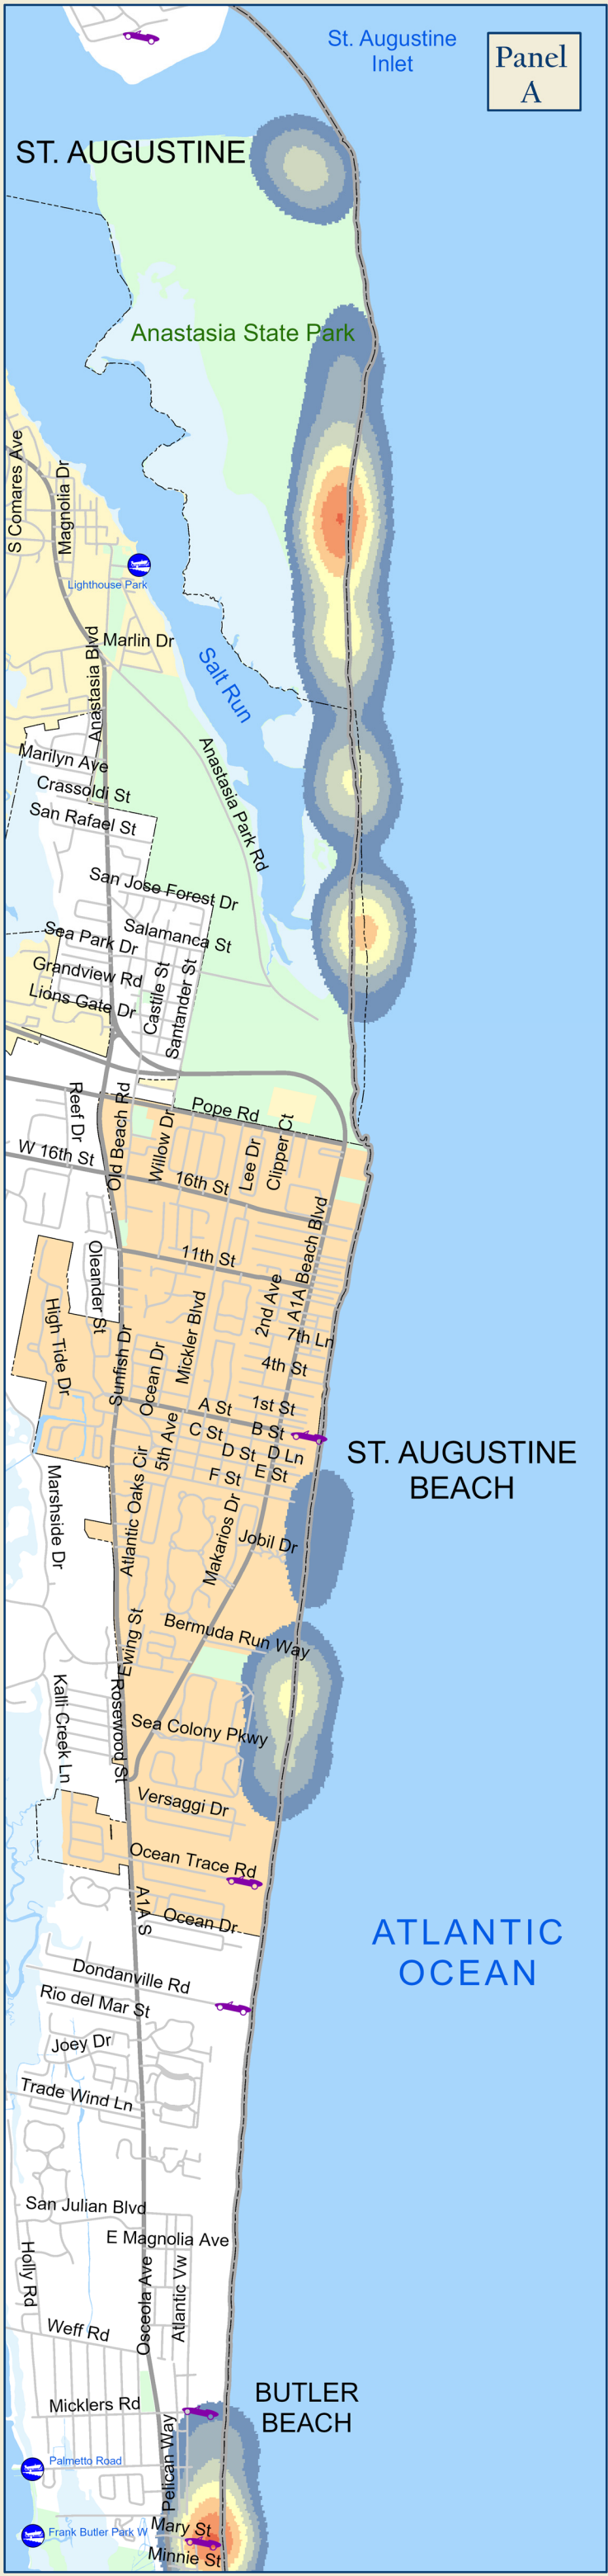 St. Augustine
Inlet
Panel
A
ST. AUGUSTINE
Anastasia State Park
S Comares Ave
Magnolia Dr
Lighthouse Park
Marlin Dr
Anastasia Blvd
Salt Run
Marilyn Ave
Crassoldi St
San Rafael St
Anastasia Park Rd
San Jose Forest Dr
Salamanca St
Sea Park Dr
Grandview Rd
Castile St
Santander St
Lions Gate Dr
Reef Dr
Old Beach Rd
Pope Rd
Willow Dr
Lee Dr
Clipper Ct
W 16th St
16th St
Oleander St
11th St
A1A Beach Blvd
High Tide Dr
Sunfish Dr
Ocean Dr
Mickler Blvd
2nd Ave
7th Ln
4th St
1st St
A St
B St
C St
5th Ave
D St
D Ln
E St
F St
ST. AUGUSTINE
BEACH
Marshside Dr
Atlantic Oaks Cir
Makarios Dr
Jobil Dr
Ewing St
Bermuda Run Way
Kalli Creek Ln
Rosewood St
Sea Colony Pkwy
Versaggi Dr
Ocean Trace Rd
A1A S
Ocean Dr
ATLANTIC
OCEAN
Dondanville Rd
Rio del Mar St
Joey Dr
Trade Wind Ln
San Julian Blvd
E Magnolia Ave
Holly Rd
Osceola Ave
Atlantic Vw
Weff Rd
BUTLER
BEACH
Micklers Rd
Pelican Way
Palmetto Road
Mary St
Frank Butler Park W
Minnie St